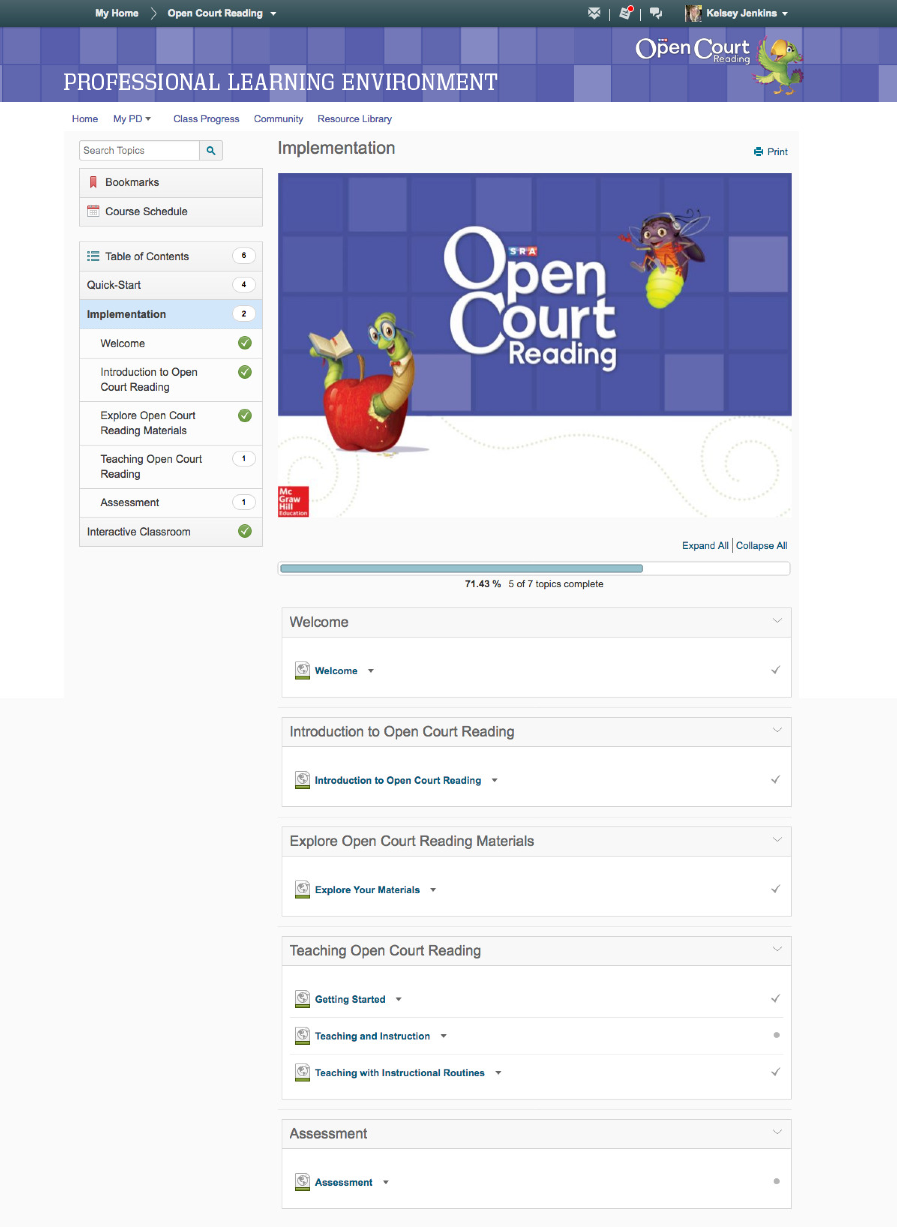 My Home Open Court Reading Kelsey Jenkins
Open Court
Reading
PROFESSIONAL LEARNING ENVIRONMENT
Home My PD Class Progress Community Resource Library
Search Topics
Bookmarks
Course Schedule
Table of Contents 6
Quick-Start 4
Implementation 2
Welcome
Introduction to Open
Court Reading
Explore Open Court
Reading Materials
Teaching Open Court
Reading
1
Assessment 1
Interactive Classroom
Implementation
Print
SRA
Open
Court
Reading
Mc
Graw
Hill
Education
Expand All Collapse All
71.43 % 5 of 7 topics complete
Welcome
Welcome
Introduction to Open Court Reading
Introduction to Open Court Reading
Explore Open Court Reading Materials
Explore Your Materials
Teaching Open Court Reading
Getting Started
Teaching and Instruction
Teaching with Instructional Routines
Assessment
Assessment